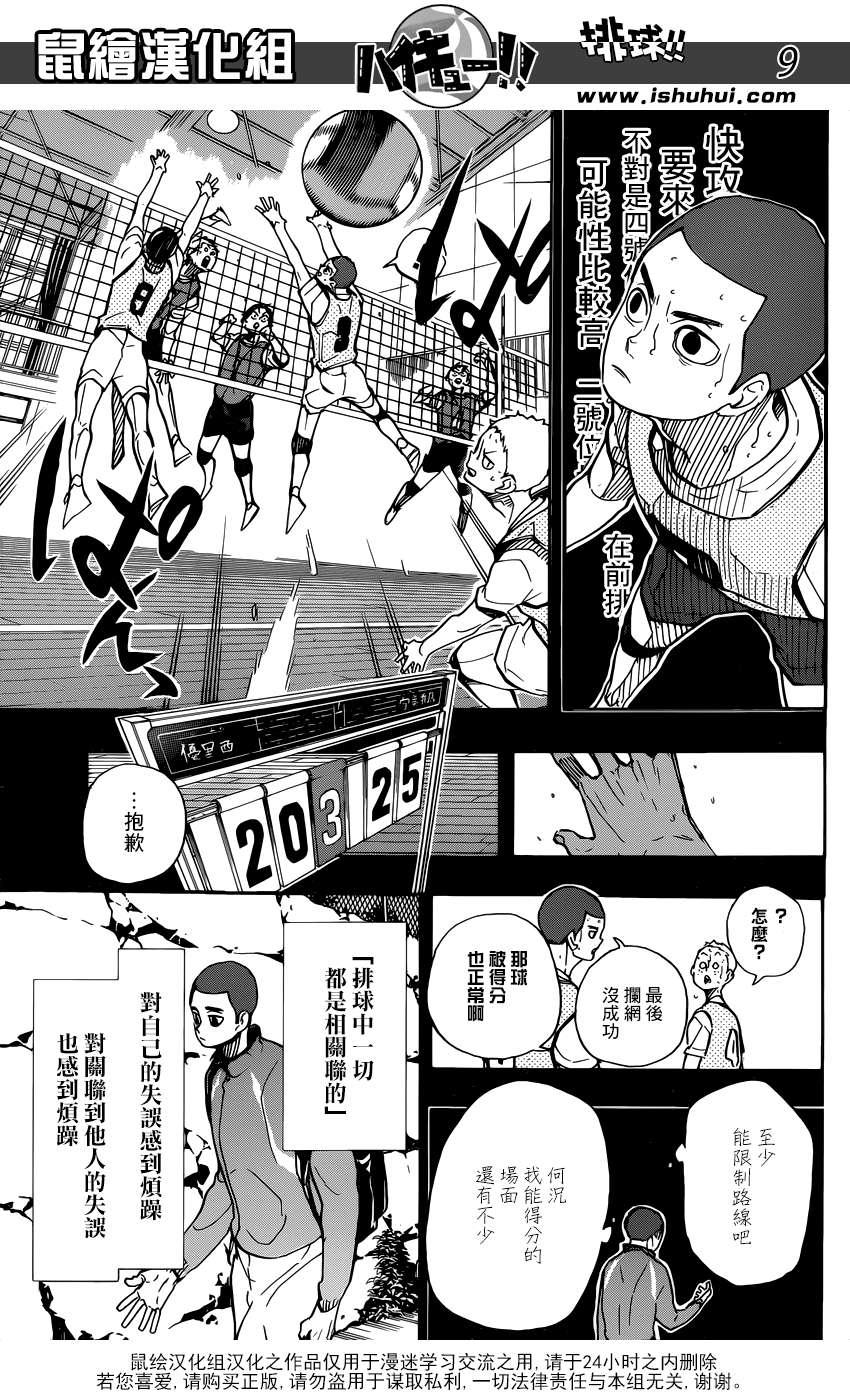 鼠繪漢化組
ハイキュー!!
排球!!
9
www.ishuhui.com
快攻
要來
不對是四號位
可能性比較高
二號位
在前排
ばばん
優里西
20 3 25
…抱歉
?
怎麼?
最後
攔網
沒成功
那球
被得分
也正常啊
至少
能限制路線吧
何況
我能得分的
場面
還有不少
「排球中一切
都是相關聯的」
對自己的失誤感到煩躁
對關聯到他人的失誤
也感到煩躁
鼠绘汉化组汉化之作品仅用于漫迷学习交流之用,请于24小时之内删除
若您喜爱,请购买正版,请勿用于谋取私利,一切法律责任与本组无关,谢谢。